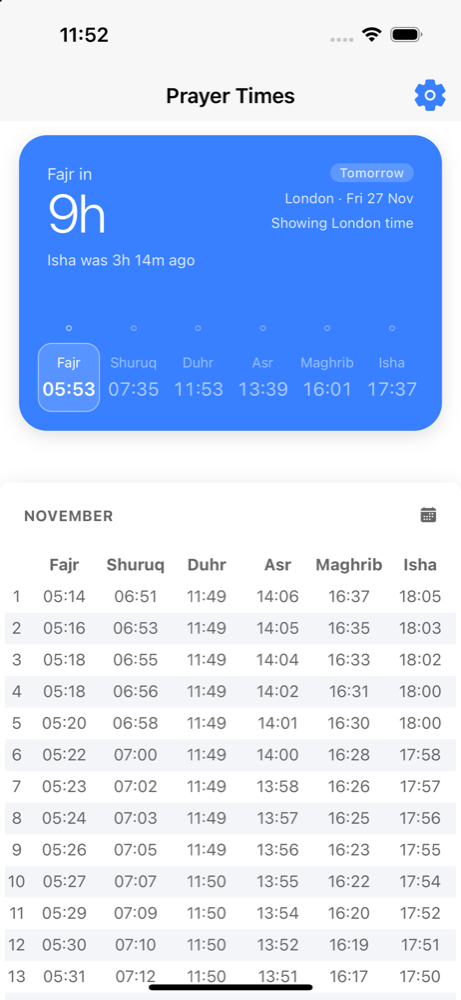 11:52
Prayer Times
Fajr in
Tomorrow
9h
London · Fri 27 Nov
Showing London time
Isha was 3h 14m ago
Fajr Shuruq Duhr Asr Maghrib Isha
05:53 07:35 11:53 13:39 16:01 17:37
NOVEMBER
Fajr Shuruq Duhr Asr Maghrib Isha
1 05:14 06:51 11:49 14:06 16:37 18:05
2 05:16 06:53 11:49 14:05 16:35 18:03
3 05:18 06:55 11:49 14:04 16:33 18:02
4 05:18 06:56 11:49 14:02 16:31 18:00
5 05:20 06:58 11:49 14:01 16:30 18:00
6 05:22 07:00 11:49 14:00 16:28 17:58
7 05:23 07:02 11:49 13:58 16:26 17:57
8 05:24 07:03 11:49 13:57 16:25 17:56
9 05:26 07:05 11:49 13:56 16:23 17:55
10 05:27 07:07 11:50 13:55 16:22 17:54
11 05:29 07:09 11:50 13:54 16:20 17:52
12 05:30 07:10 11:50 13:52 16:19 17:51
13 05:31 07:12 11:50 13:51 16:17 17:50